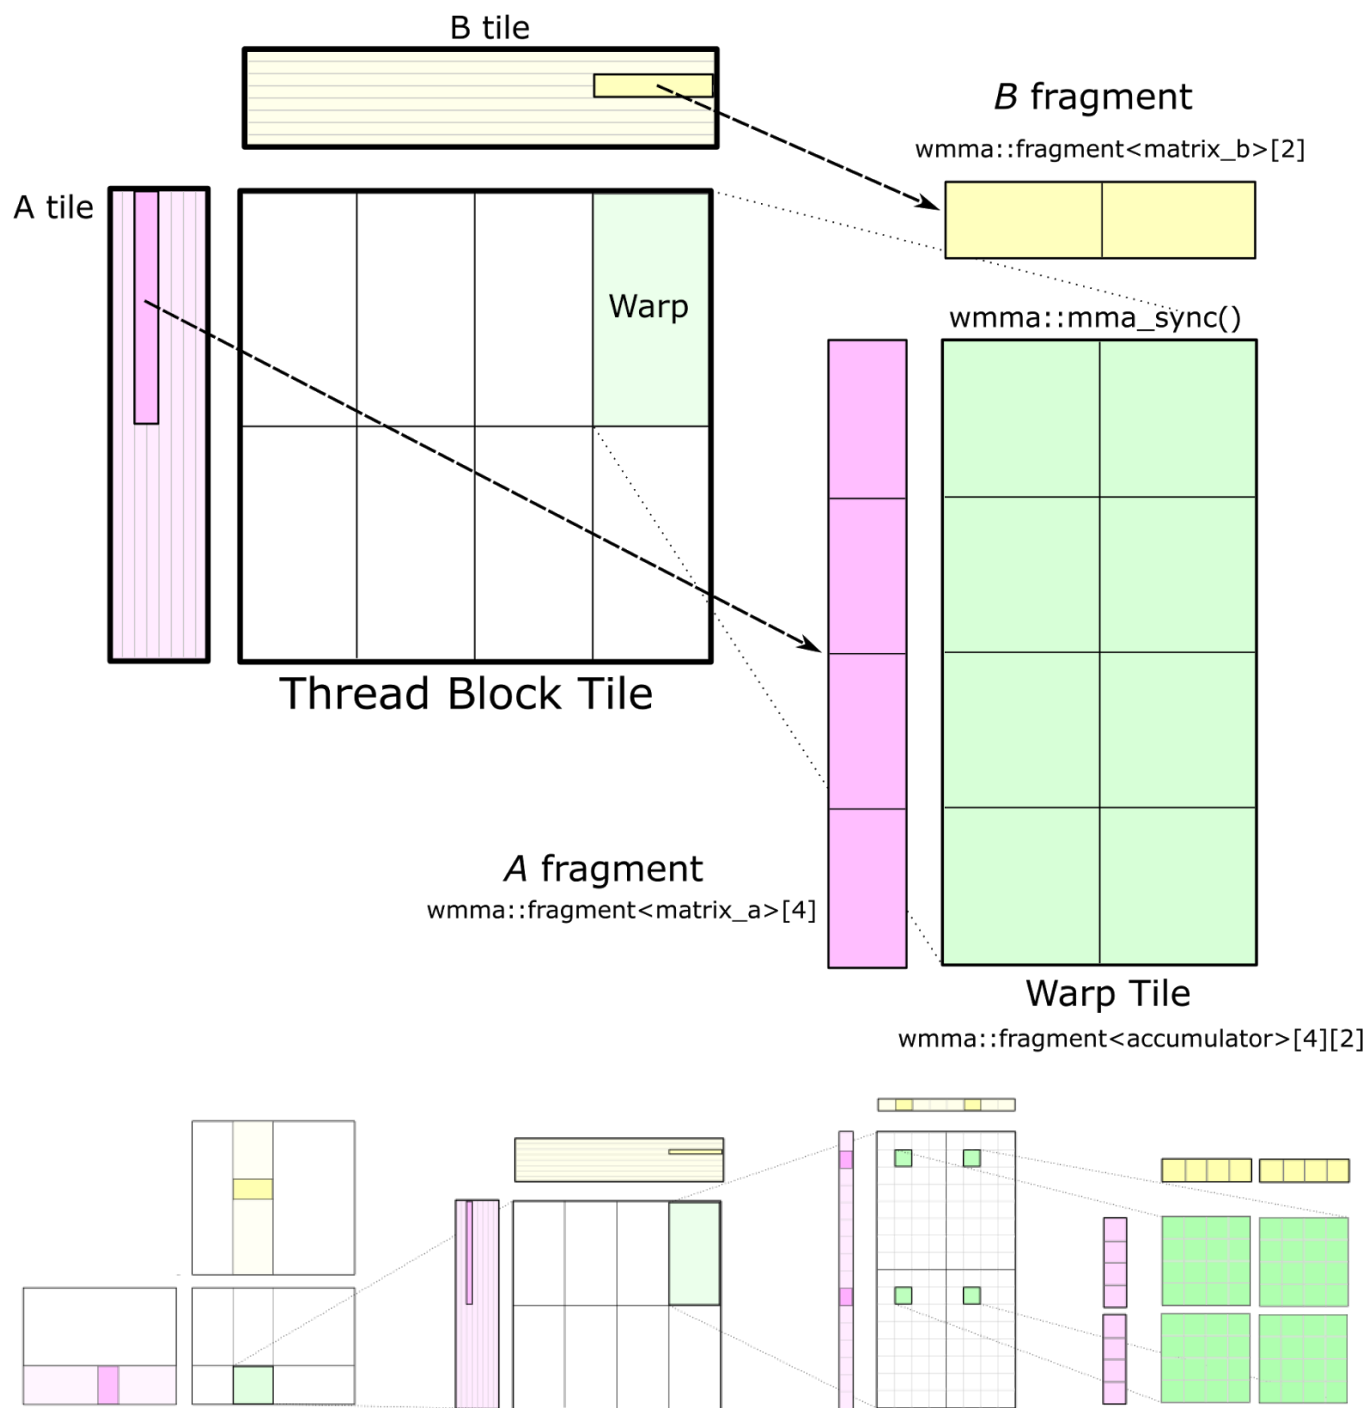 B tile
B fragment
wmma::fragment<matrix_b>[2]
A tile
Warp
wmma::mma_sync()
Thread Block Tile
A fragment
wmma::fragment<matrix_a>[4]
Warp Tile
wmma::fragment<accumulator>[4][2]